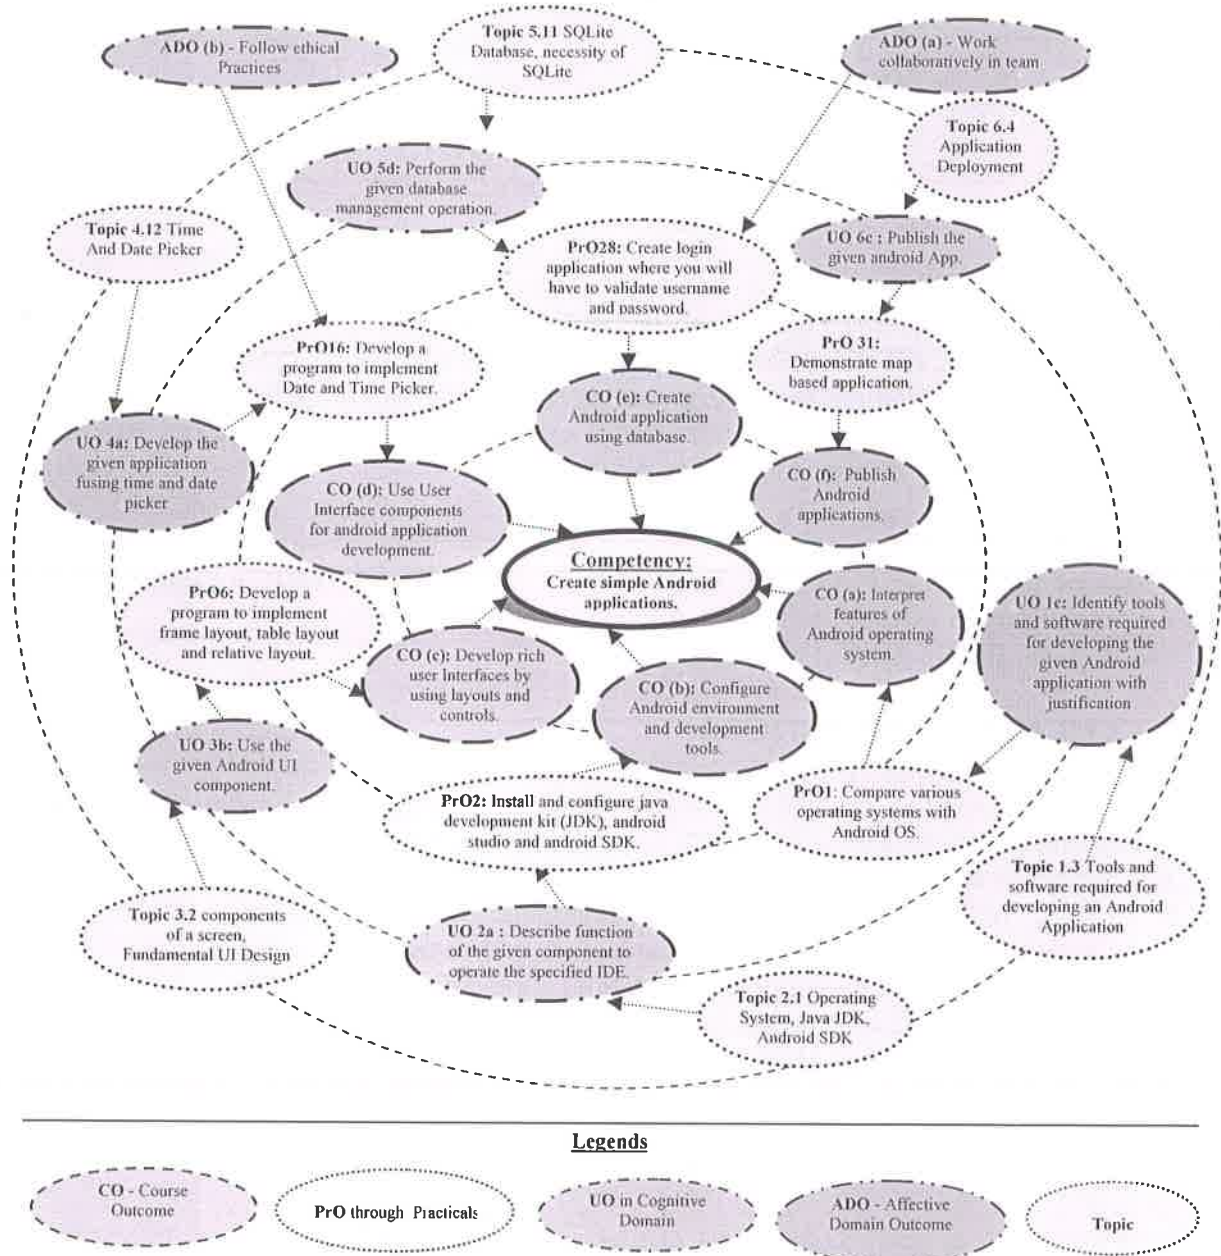 ADO (b) - Follow ethical
Practices
Topic 5.11 SQLite
Database, necessity of
SQLite
ADO (a) - Work
collaboratively in team
Topic 6.4
Application
Deployment
UO 5d: Perform the
given database
management operation.
Topic 4.12 Time
And Date Picker
PrO28: Create login
application where you will
have to validate username
and password.
UO 6c : Publish the
given android App.
PrO16: Develop a
program to implement
Date and Time Picker.
PrO 31:
Demonstrate map
based application.
CO (e): Create
Android application
using database.
UO 4a: Develop the
given application
fusing time and date
picker
CO (d): Use User
Interface components
for android application
development.
CO (f): Publish
Android
applications.
Competency:
Create simple Android
applications.
PrO6: Develop a
program to implement
frame layout, table layout
and relative layout.
CO (a): Interpret
features of
Android operating
system.
UO 1c: Identify tools
and software required
for developing the
given Android
application with
justification
CO (c): Develop rich
user Interfaces by
using layouts and
controls.
CO (b): Configure
Android environment
and development
tools.
UO 3b: Use the
given Android UI
component.
PrO2: Install and configure java
development kit (JDK), android
studio and android SDK.
PrO1: Compare various
operating systems with
Android OS.
Topic 1.3 Tools and
software required for
developing an Android
Application
Topic 3.2 components
of a screen,
Fundamental UI Design
UO 2a : Describe function
of the given component to
operate the specified IDE.
Topic 2.1 Operating
System, Java JDK,
Android SDK
Legends
CO - Course
Outcome
PrO through Practicals
UO in Cognitive
Domain
ADO - Affective
Domain Outcome
Topic